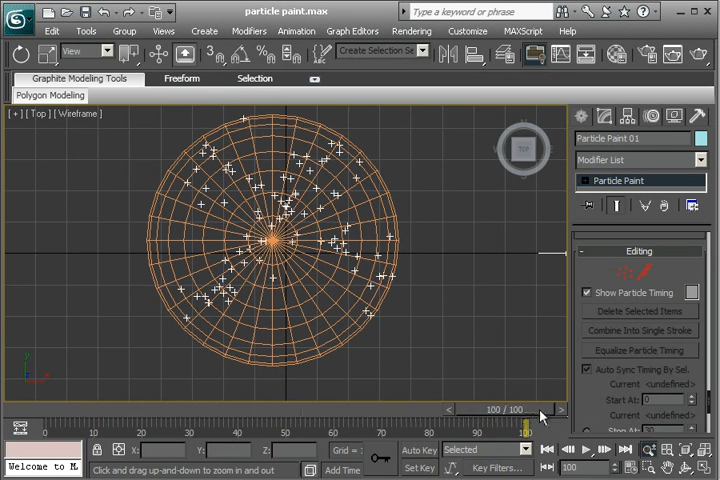 particle paint.max
Type a keyword or phrase
Edit Tools Group Views Create Modifiers Animation Graph Editors Rendering Customize MAXScript Help
View
3
Create Selection Se
Graphite Modeling Tools Freeform Selection
Polygon Modeling
[ + ] [ Top ] [ Wireframe ]
TOP
Particle Paint 01
Modifier List
Particle Paint
Editing
Show Particle Timing
Delete Selected Items
Combine Into Single Stroke
Equalize Particle Timing
Auto Sync Timing By Sel.
Current <undefined>
Start At: 0
Current <undefined>
Stop At: 30
< 100 / 100 >
0 10 20 30 40 50 60 70 80 90 100
Welcome to M
X: Y: Z: Grid =
Click and drag up-and-down to zoom in and out
Add Time
Auto Key Selected
Set Key Key Filters...
100